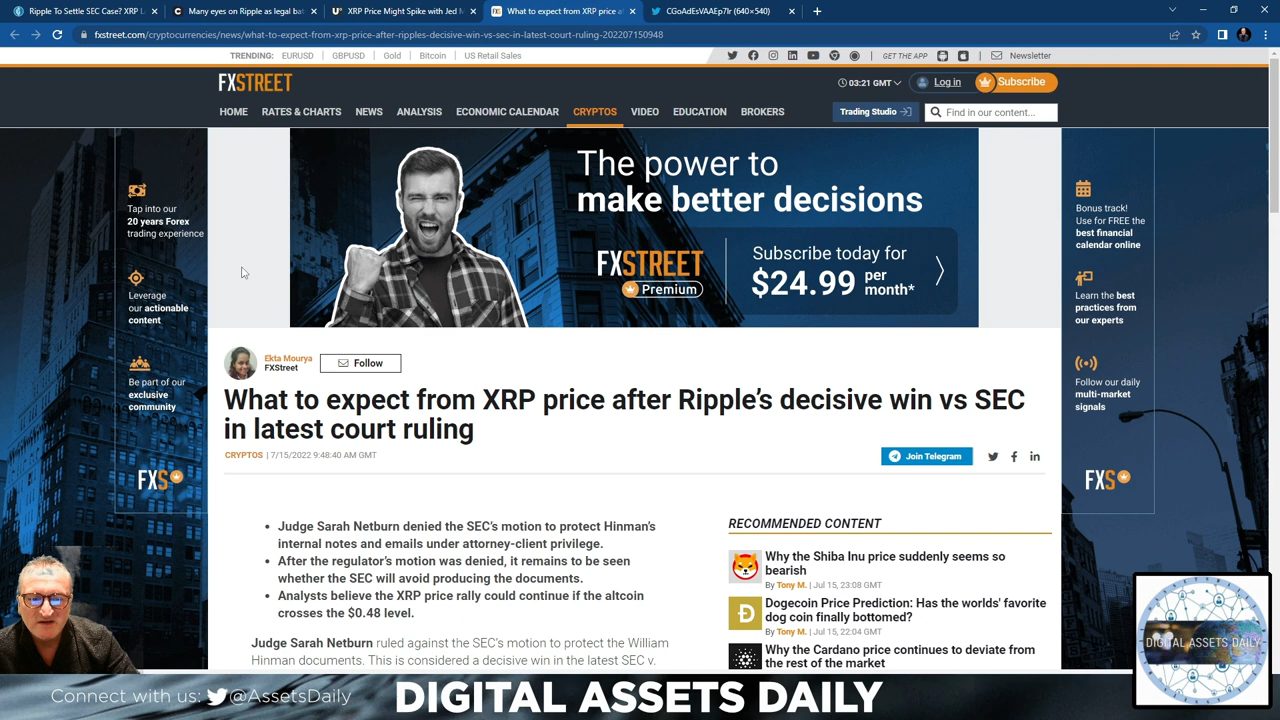 Ripple To Settle SEC Case? XRP L
Many eyes on Ripple as legal bat
XRP Price Might Spike with Jed M
What to expect from XRP price af
CGoAdEsVAAEp7Ir (640×540)
fxstreet.com/cryptocurrencies/news/what-to-expect-from-xrp-price-after-ripples-decisive-win-vs-sec-in-latest-court-ruling-202207150948
TRENDING: EURUSD GBPUSD Gold Bitcoin US Retail Sales
GET THE APP Newsletter
FXSTREET
03:21 GMT Log in Subscribe
HOME RATES & CHARTS NEWS ANALYSIS ECONOMIC CALENDAR CRYPTOS VIDEO EDUCATION BROKERS
Trading Studio Find in our content...
Tap into our
20 years Forex
trading experience
Leverage
our actionable
content
Be part of our
exclusive
community
FXS
The power to
make better decisions
FXSTREET
Premium
Subscribe today for
$24.99 per
month*
Bonus track!
Use for FREE the
best financial
calendar online
Learn the best
practices from
our experts
Follow our daily
multi-market
signals
FXS
Ekta Mourya
FXStreet
Follow
What to expect from XRP price after Ripple's decisive win vs SEC
in latest court ruling
CRYPTOS | 7/15/2022 9:48:40 AM GMT
Join Telegram
• Judge Sarah Netburn denied the SEC's motion to protect Hinman's
internal notes and emails under attorney-client privilege.
• After the regulator's motion was denied, it remains to be seen
whether the SEC will avoid producing the documents.
• Analysts believe the XRP price rally could continue if the altcoin
crosses the $0.48 level.
Judge Sarah Netburn ruled against the SEC's motion to protect the William
Hinman documents. This is considered a decisive win in the latest SEC v.
RECOMMENDED CONTENT
Why the Shiba Inu price suddenly seems so
bearish
By Tony M. | Jul 15, 23:08 GMT
Dogecoin Price Prediction: Has the worlds' favorite
dog coin finally bottomed?
By Tony M. | Jul 15, 22:04 GMT
Why the Cardano price continues to deviate from
the rest of the market
DIGITAL ASSETS DAILY
Connect with us: @AssetsDaily
DIGITAL ASSETS DAILY